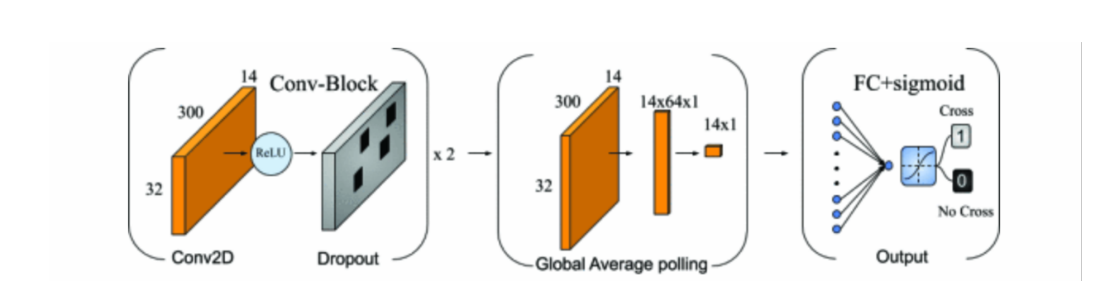 14
Conv-Block
300
ReLU
32
Conv2D
Dropout
x 2
14
300
14x64x1
14x1
32
Global Average polling
FC+sigmoid
Cross
1
0
No Cross
Output